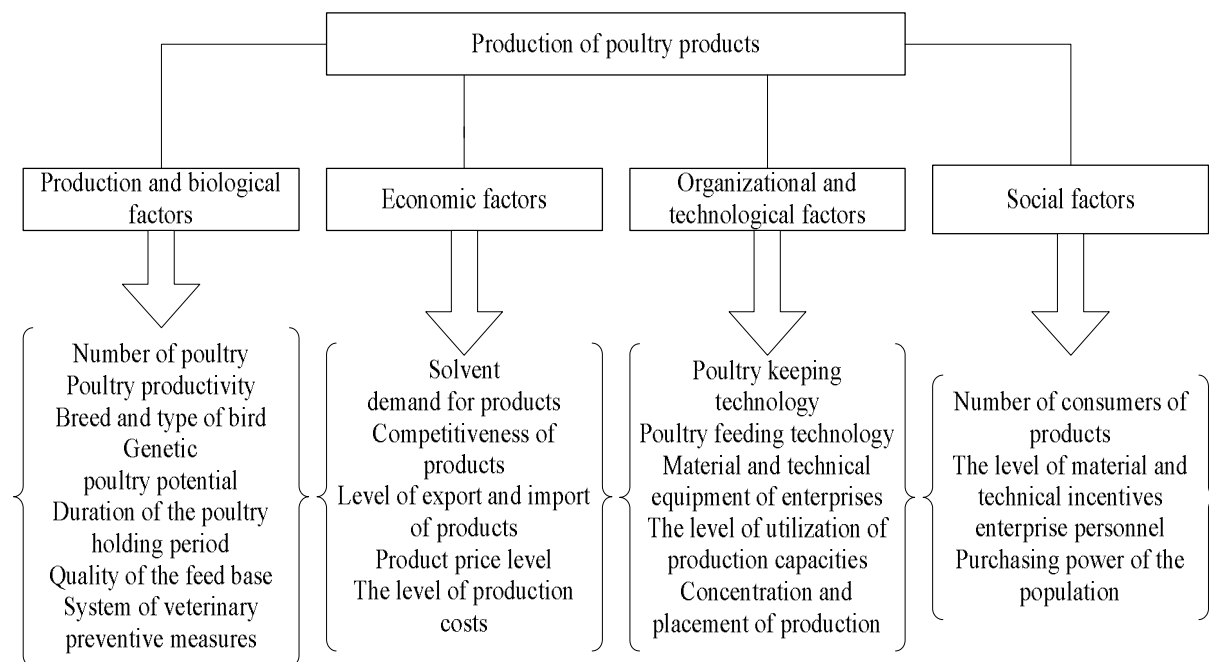 Production of poultry products
Production and biological
factors
Economic factors
Organizational and
technological factors
Social factors
Number of poultry
Poultry productivity
Breed and type of bird
Genetic
poultry potential
Duration of the poultry
holding period
Quality of the feed base
System of veterinary
preventive measures
Solvent
demand for products
Competitiveness of
products
Level of export and import
of products
Product price level
The level of production
costs
Poultry keeping
technology
Poultry feeding technology
Material and technical
equipment of enterprises
The level of utilization of
production capacities
Concentration and
placement of production
Number of consumers of
products
The level of material and
technical incentives
enterprise personnel
Purchasing power of the
population